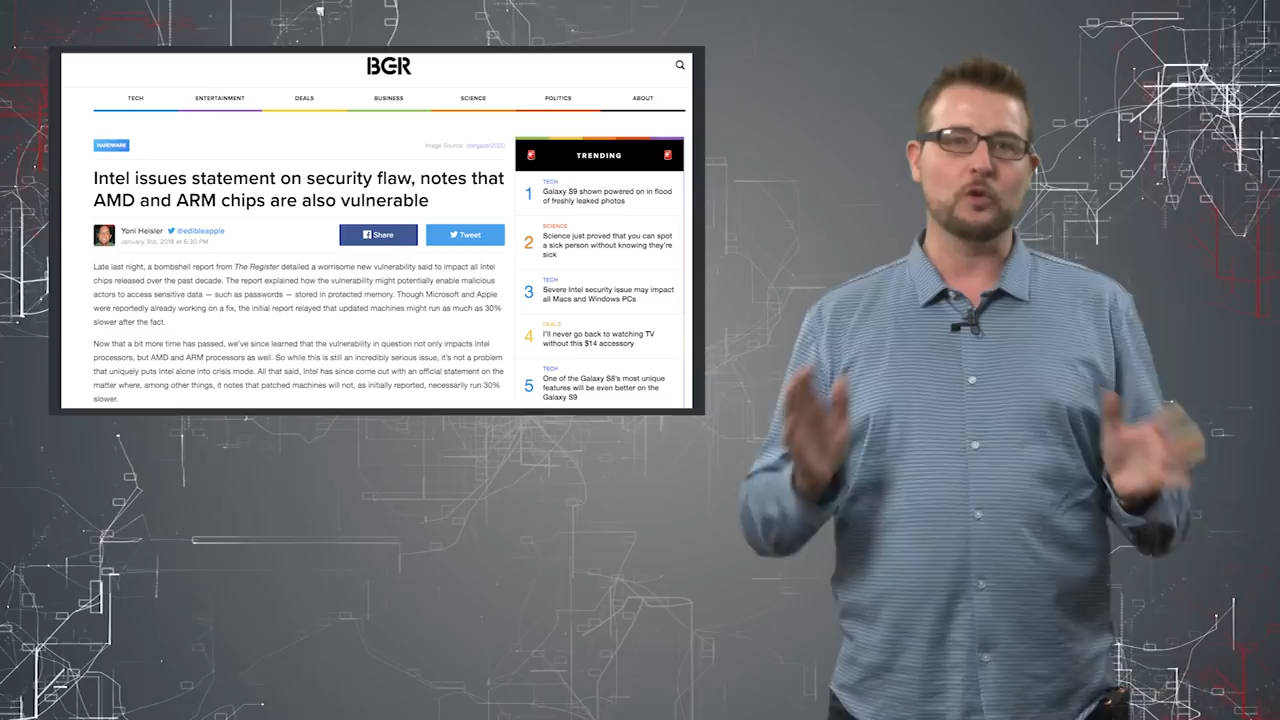 BGR
TECH ENTERTAINMENT DEALS BUSINESS SCIENCE POLITICS ABOUT
HARDWARE
Image Source: stargazer2020
Intel issues statement on security flaw, notes that
AMD and ARM chips are also vulnerable
Yoni Heisler @edibleapple
January 3rd, 2018 at 6:30 PM
Share
Tweet
Late last night, a bombshell report from The Register detailed a worrisome new vulnerability said to impact all Intel
chips released over the past decade. The report explained how the vulnerability might potentially enable malicious
actors to access sensitive data — such as passwords — stored in protected memory. Though Microsoft and Apple
were reportedly already working on a fix, the initial report relayed that updated machines might run as much as 30%
slower after the fact.
Now that a bit more time has passed, we've since learned that the vulnerability in question not only impacts Intel
processors, but AMD and ARM processors as well. So while this is still an incredibly serious issue, it's not a problem
that uniquely puts Intel alone into crisis mode. All that said, Intel has since come out with an official statement on the
matter where, among other things, it notes that patched machines will not, as initially reported, necessarily run 30%
slower.
TRENDING
1
TECH
Galaxy S9 shown powered on in flood
of freshly leaked photos
2
SCIENCE
Science just proved that you can spot
a sick person without knowing they're
sick
3
TECH
Severe Intel security issue may impact
all Macs and Windows PCs
4
DEALS
I'll never go back to watching TV
without this $14 accessory
5
TECH
One of the Galaxy S8's most unique
features will be even better on the
Galaxy S9